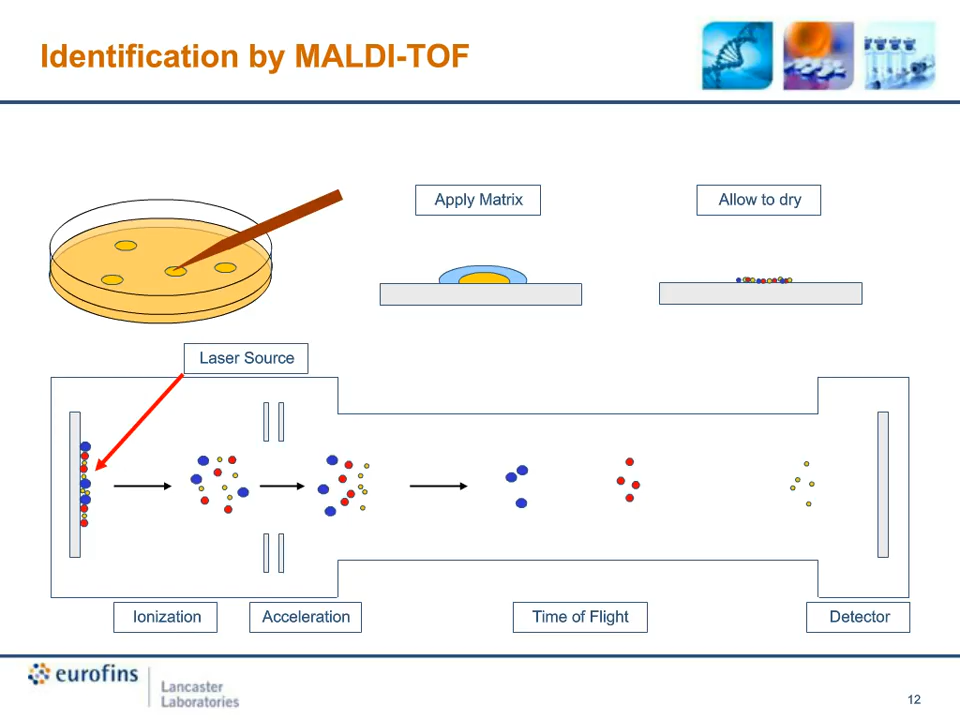 Identification by MALDI-TOF
Apply Matrix
Allow to dry
Laser Source
Ionization
Acceleration
Time of Flight
Detector
eurofins
Lancaster
Laboratories
12